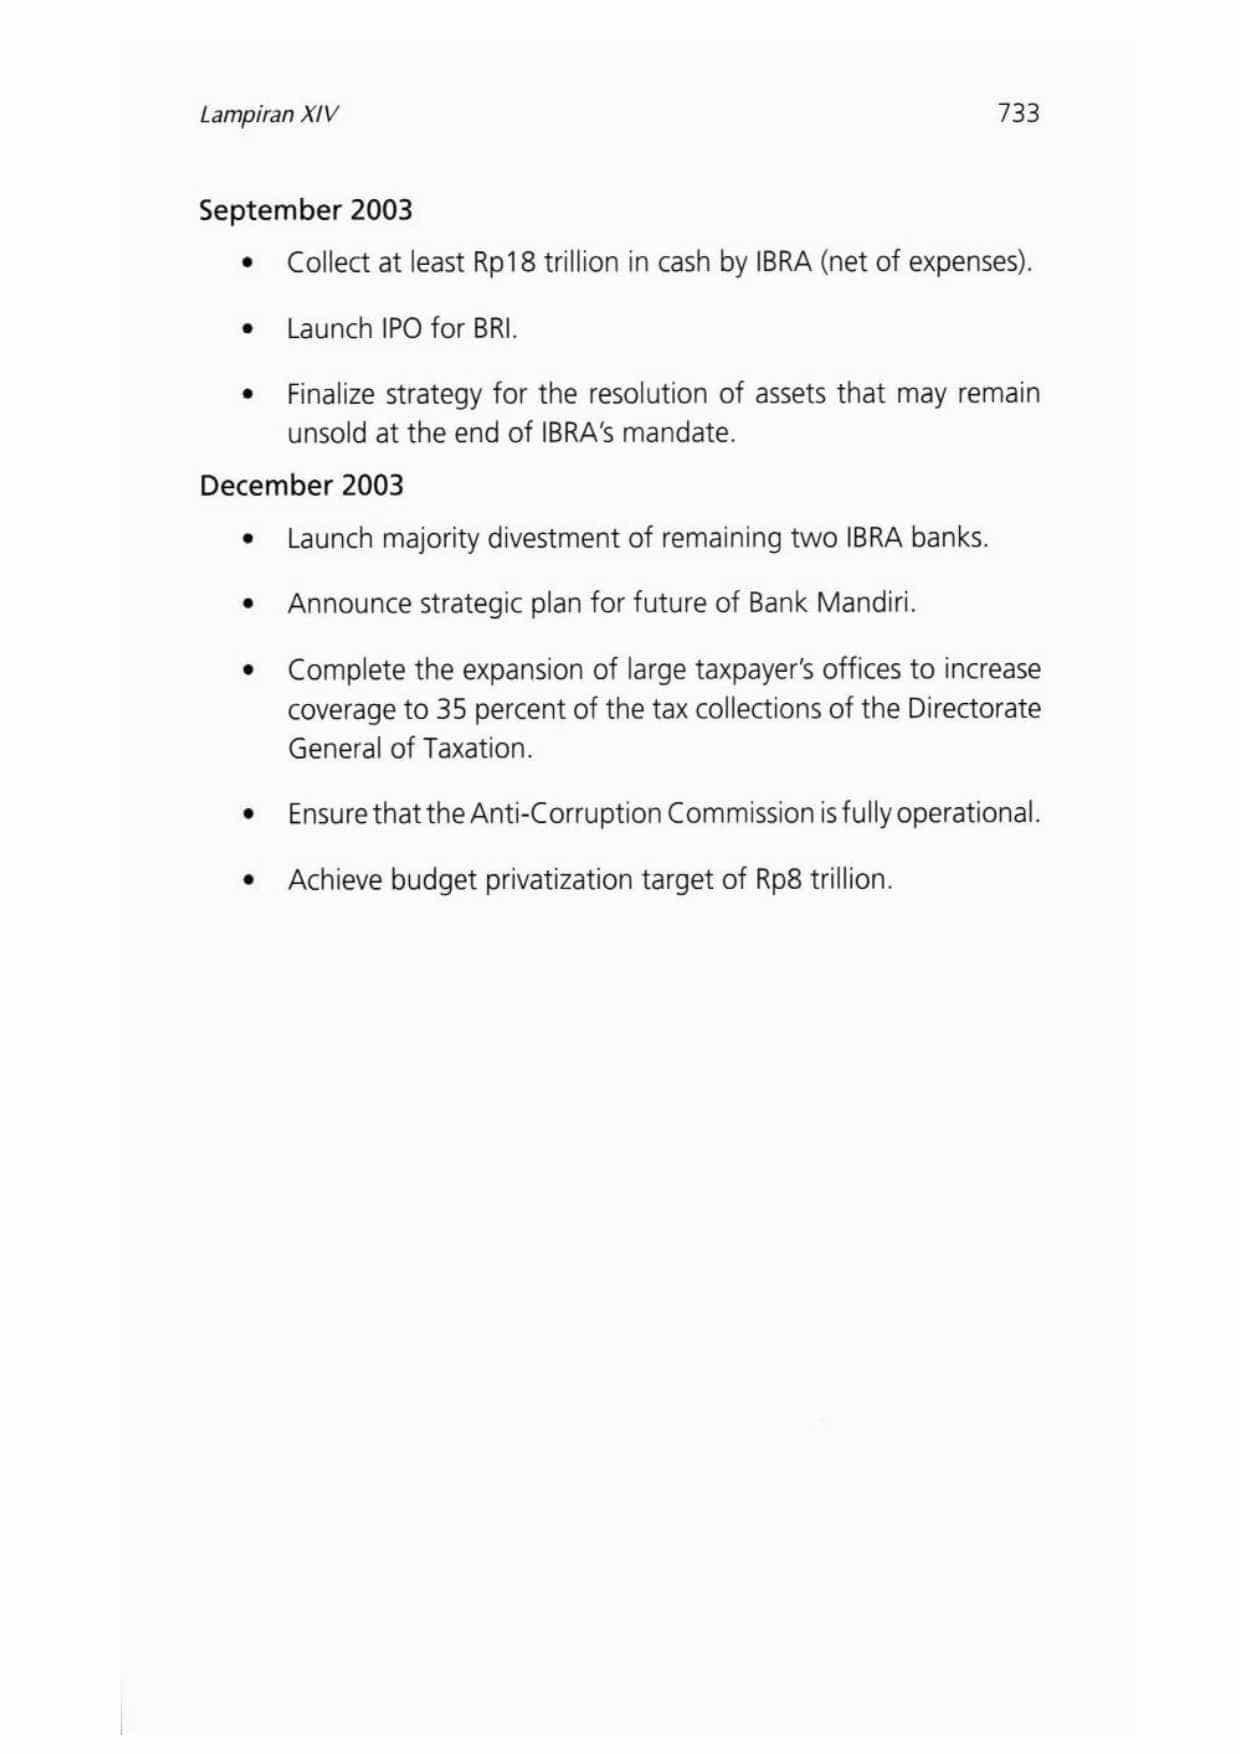 Lampiran XIV 733
September 2003
• Collect at least Rp18 trillion in cash by IBRA (net of expenses).
• Launch IPO for BRI.
• Finalize strategy for the resolution of assets that may remain
unsold at the end of IBRA's mandate.
December 2003
• Launch majority divestment of remaining two IBRA banks.
• Announce strategic plan for future of Bank Mandiri.
• Complete the expansion of large taxpayer's offices to increase
coverage to 35 percent of the tax collections of the Directorate
General of Taxation.
• Ensure that the Anti-Corruption Commission is fully operational.
• Achieve budget privatization target of Rp8 trillion.